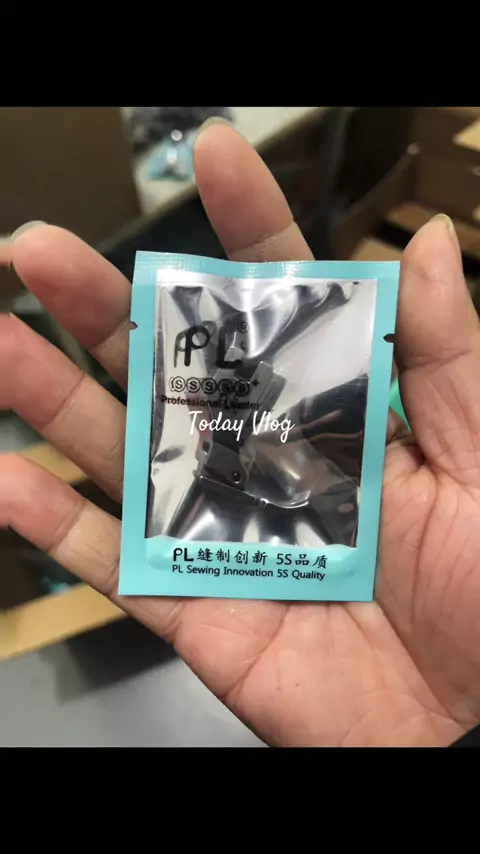 PL®
SSSSS+
Professional Leader
Today Vlog
PL缝制创新 5S品质
PL Sewing Innovation 5S Quality